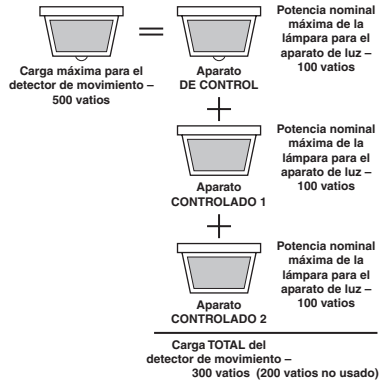 Carga máxima para el
detector de movimiento –
500 vatios
Aparato
DE CONTROL
Potencia nominal
máxima de la
lámpara para el
aparato de luz –
100 vatios
Aparato
CONTROLADO 1
Potencia nominal
máxima de la
lámpara para el
aparato de luz –
100 vatios
Aparato
CONTROLADO 2
Potencia nominal
máxima de la
lámpara para el
aparato de luz –
100 vatios
Carga TOTAL del
detector de movimiento –
300 vatios (200 vatios no usado)